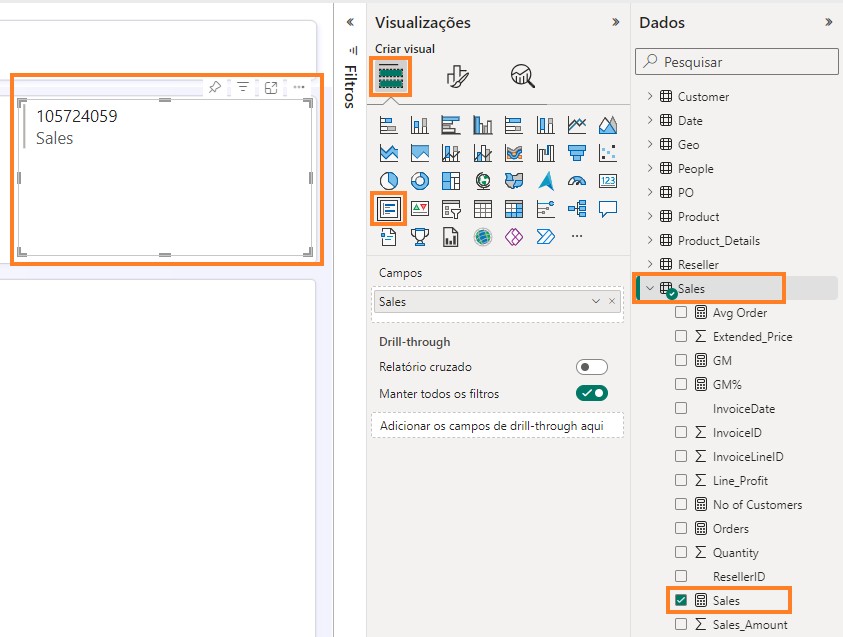 105724059
Sales
Filtros
Visualizações
Criar visual
123
Campos
Sales
Drill-through
Relatório cruzado
Manter todos os filtros
Adicionar os campos de drill-through aqui
Dados
Pesquisar
Customer
Date
Geo
People
PO
Product
Product_Details
Reseller
Sales
Avg Order
Extended_Price
GM
GM%
InvoiceDate
InvoiceID
InvoiceLineID
Line_Profit
No of Customers
Orders
Quantity
ResellerID
Sales
Sales_Amount